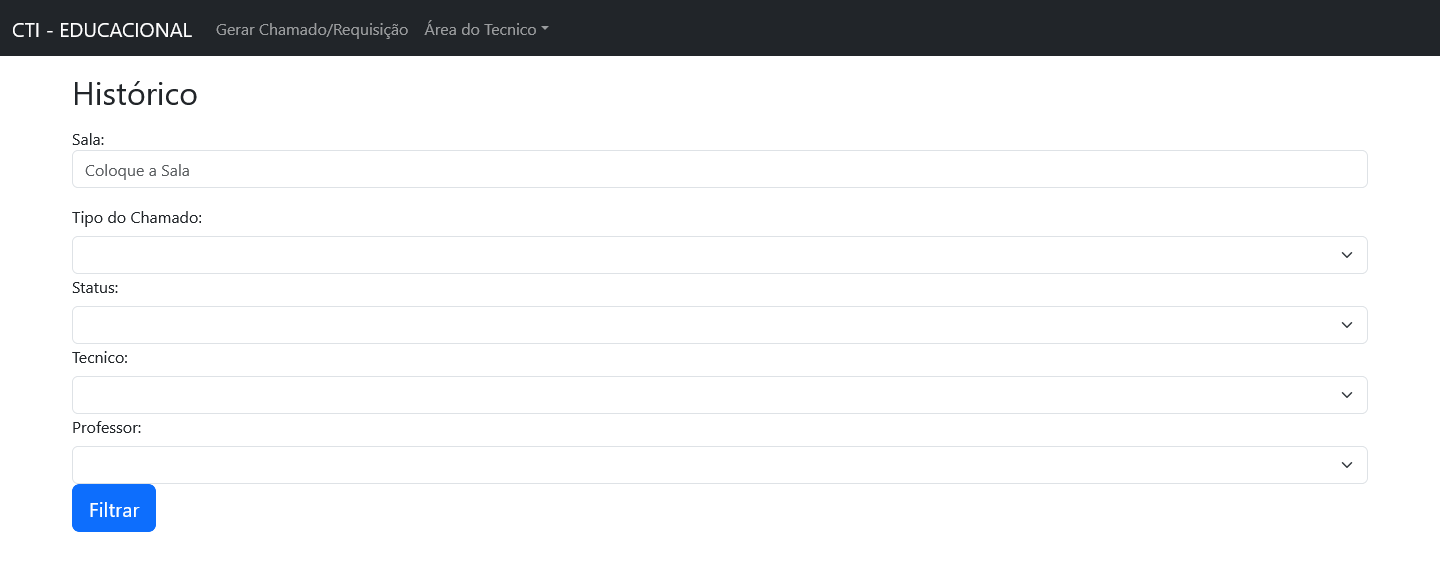 CTI - EDUCACIONAL Gerar Chamado/Requisição Área do Tecnico
Histórico
Sala:
Coloque a Sala
Tipo do Chamado:
Status:
Tecnico:
Professor:
Filtrar